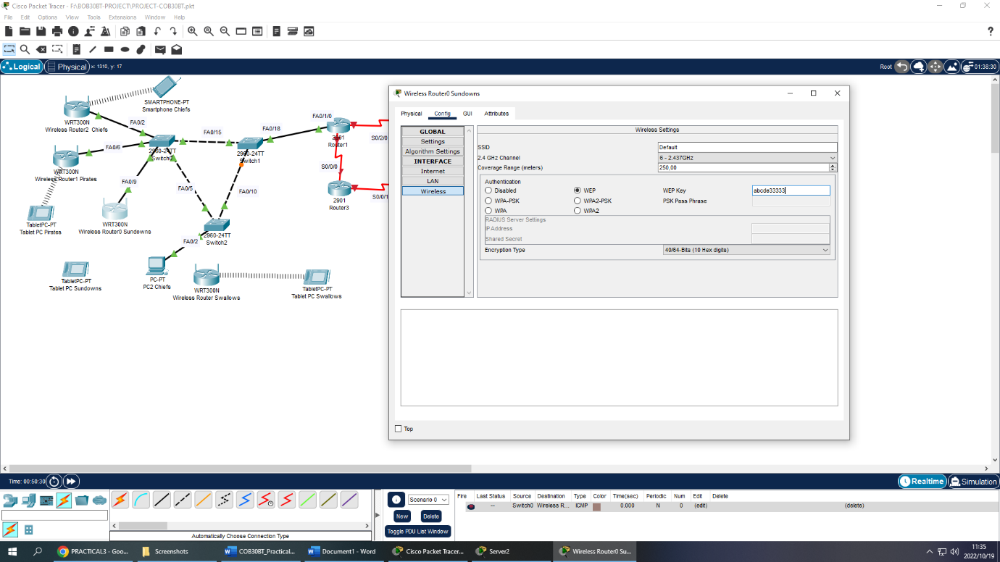 Cisco Packet Tracer - F:\BOB30BT-PROJECT\PROJECT-COB30BT.pkt
File Edit Options View Tools Extensions Window Help
Logical Physical x: 1310, y: 17 Root 01:38:30
SMARTPHONE-PT
Smartphone Chiefs
WRT300N
Wireless Router2 Chiefs
FA0/2
FA0/15
FA0/18
FA0/1/0
2901
Router1
S0/2/0
2960-24TT
Switch0
2960-24TT
Switch1
FA0/6
WRT300N
Wireless Router1 Pirates
S0/0/0
FA0/9
FA0/5
FA0/10
2901
Router3
S0/0/1
TabletPC-PT
Tablet PC Pirates
WRT300N
Wireless Router0 Sundowns
2960-24TT
Switch2
FA0/2
TabletPC-PT
Tablet PC Sundowns
PC-PT
PC2 Chiefs
WRT300N
Wireless Router Swallows
TabletPC-PT
Tablet PC Swallows
Wireless Router0 Sundowns
Physical Config GUI Attributes
GLOBAL
Settings
Algorithm Settings
INTERFACE
Internet
LAN
Wireless
Wireless Settings
SSID Default
2.4 GHz Channel 6 - 2.437GHz
Coverage Range (meters) 250,00
Authentication
Disabled WEP WEP Key abcde33333
WPA-PSK WPA2-PSK PSK Pass Phrase
WPA WPA2
RADIUS Server Settings
IP Address
Shared Secret
Encryption Type 40/64-Bits (10 Hex digits)
Top
Time: 00:50:30 Realtime Simulation
Automatically Choose Connection Type
Scenario 0
New Delete
Toggle PDU List Window
Fire Last Status Source Destination Type Color Time(sec) Periodic Num Edit Delete
-- Switch0 Wireless R... ICMP 0.000 N 0 (edit) (delete)
PRACTICAL3 - Goo... Screenshots COB30BT_Practical... Document1 - Word Cisco Packet Tracer... Server2 Wireless Router0 Su...
11:35
2022/10/19